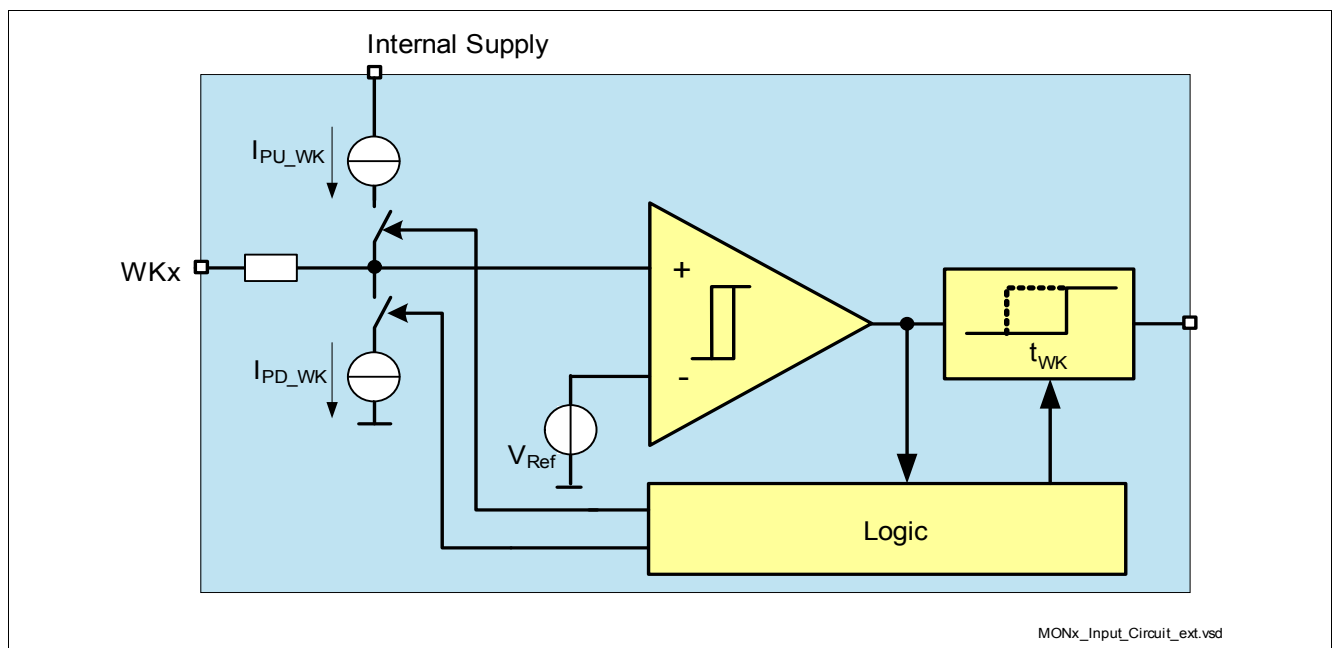 Internal Supply
IPU_WK
WKx
+
IPD_WK
-
tWK
VRef
Logic
MONx_Input_Circuit_ext.vsd